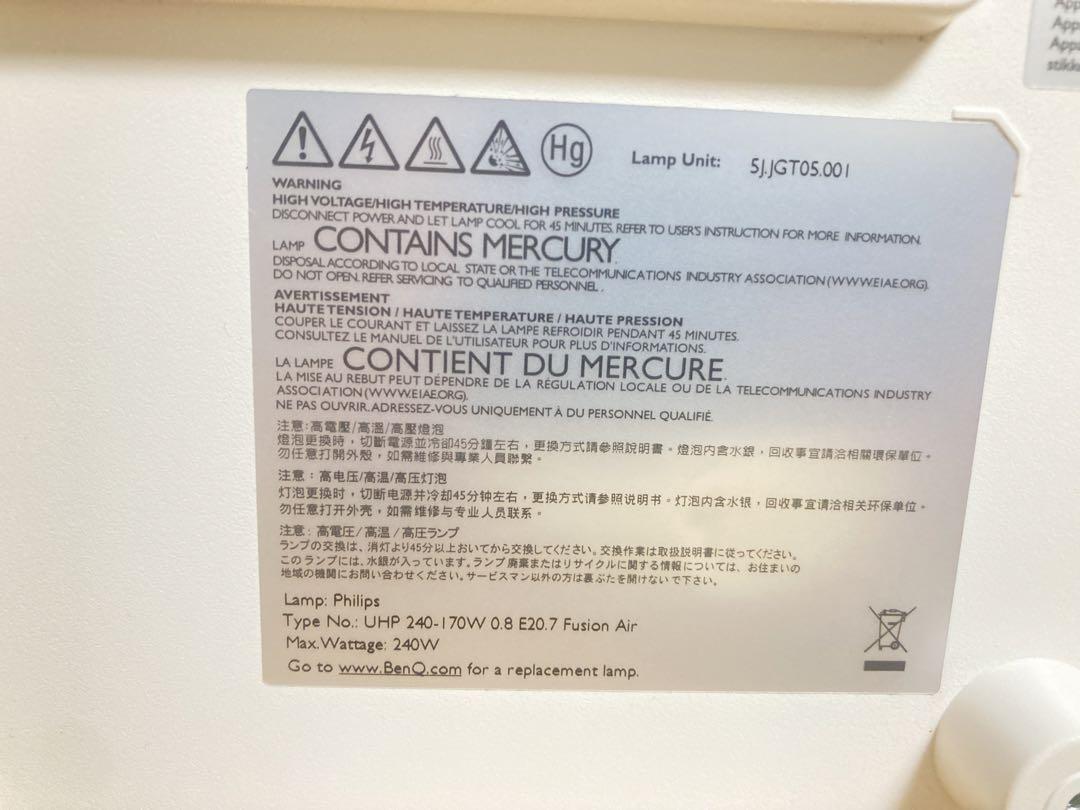 App
App
Appa
stikk
Hg
Lamp Unit: 5J.JGT05.001
WARNING
HIGH VOLTAGE/HIGH TEMPERATURE/HIGH PRESSURE
DISCONNECT POWER AND LET LAMP COOL FOR 45 MINUTES. REFER TO USER'S INSTRUCTION FOR MORE INFORMATION.
LAMP CONTAINS MERCURY.
DISPOSAL ACCORDING TO LOCAL STATE OR THE TELECOMMUNICATIONS INDUSTRY ASSOCIATION (WWW.EIAE.ORG).
DO NOT OPEN. REFER SERVICING TO QUALIFIED PERSONNEL.
AVERTISSEMENT
HAUTE TENSION / HAUTE TEMPERATURE / HAUTE PRESSION
COUPER LE COURANT ET LAISSEZ LA LAMPE REFROIDIR PENDANT 45 MINUTES.
CONSULTEZ LE MANUEL DE L'UTILISATEUR POUR PLUS D'INFORMATIONS.
LA LAMPE CONTIENT DU MERCURE.
LA MISE AU REBUT PEUT DÉPENDRE DE LA RÉGULATION LOCALE OU DE LA TELECOMMUNICATIONS INDUSTRY
ASSOCIATION (WWW.EIAE.ORG).
NE PAS OUVRIR. ADRESSEZ-VOUS UNIQUEMENT À DU PERSONNEL QUALIFIÉ.
注意:高電壓/高溫/高壓燈泡
燈泡更換時,切斷電源並冷卻45分鐘左右,更換方式請參照說明書。燈泡內含水銀,回收事宜請洽相關環保單位。
勿任意打開外殼,如需維修與專業人員聯繫。
注意:高电压/高温/高压灯泡
灯泡更换时,切断电源并冷却45分钟左右,更换方式请参照说明书。灯泡内含水银,回收事宜请洽相关环保单位。
勿任意打开外壳,如需维修与专业人员联系。
注意:高電圧/高温/高圧ランプ
ランプの交換は、消灯より45分以上おいてから交換してください。交換作業は取扱説明書に従ってください。
このランプには、水銀が入っています。ランプ廃棄またはリサイクルに関する情報については、お住まいの
地域の機関にお問い合わせください。サービスマン以外の方は裏ぶたを開けないで下さい。
Lamp: Philips
Type No.: UHP 240-170W 0.8 E20.7 Fusion Air
Max.Wattage: 240W
Go to www.BenQ.com for a replacement lamp.